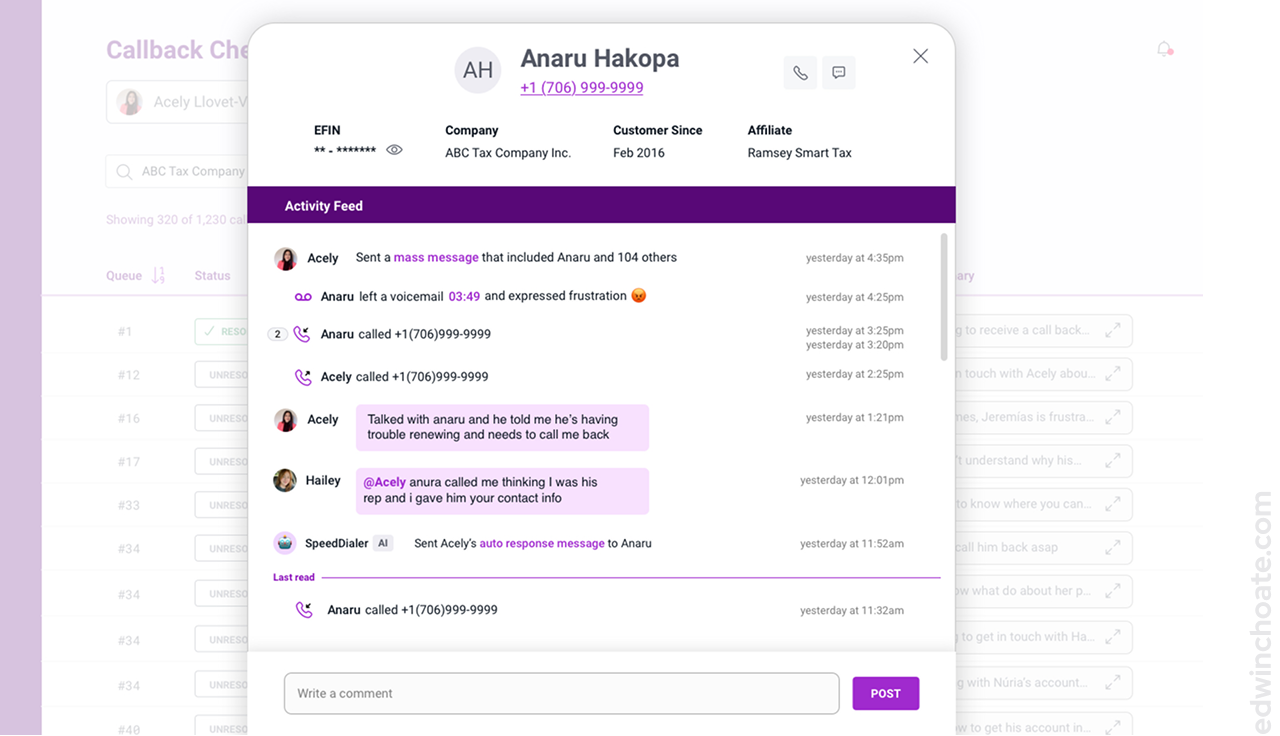 Callback Che
Acely Llovet-V
ABC Tax Company
Showing 320 of 1,230 cal
Queue Status
#1 RESO
#12 UNRESO
#16 UNRESO
#17 UNRESO
#33 UNRESO
#34 UNRESO
#34 UNRESO
#34 UNRESO
#34 UNRESO
#40 UNRESO
AH
Anaru Hakopa
+1 (706) 999-9999
EFIN Company Customer Since Affiliate
** - ******* ABC Tax Company Inc. Feb 2016 Ramsey Smart Tax
Activity Feed
Acely Sent a mass message that included Anaru and 104 others yesterday at 4:35pm
Anaru left a voicemail 03:49 and expressed frustration 😡 yesterday at 4:25pm
2 Anaru called +1(706)999-9999 yesterday at 3:25pm
yesterday at 3:20pm
Acely called +1(706)999-9999 yesterday at 2:25pm
Acely Talked with anaru and he told me he's having yesterday at 1:21pm
trouble renewing and needs to call me back
Hailey @Acely anura called me thinking I was his yesterday at 12:01pm
rep and i gave him your contact info
SpeedDialer AI Sent Acely's auto response message to Anaru yesterday at 11:52am
Last read
Anaru called +1(706)999-9999 yesterday at 11:32am
Write a comment POST
ary
g to receive a call back...
n touch with Acely abou...
nes, Jeremías is frustra...
't understand why his...
to know where you can...
call him back asap
ow what do about her p...
g to get in touch with Ha...
g with Núria's account...
ow to get his account in...
edwinchoate.com